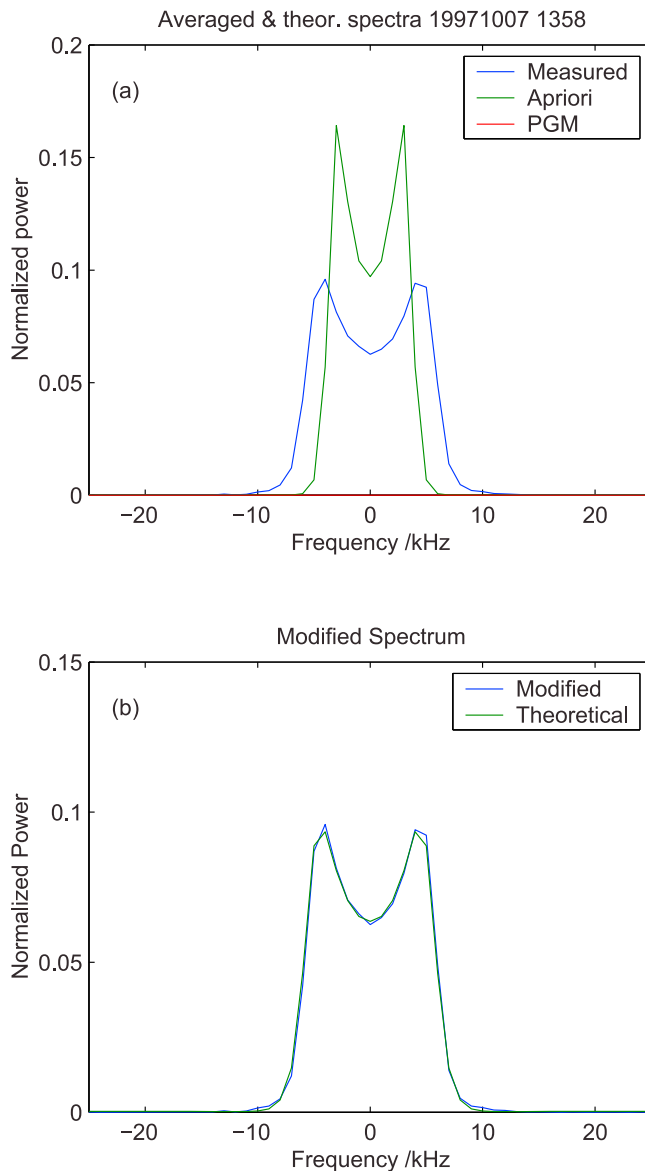 Averaged & theor. spectra 19971007 1358
0.2
(a)
Measured
Apriori
PGM
0.15
0.1
0.05
0
Normalized power
−20
−10
0
10
20
Frequency /kHz
Modified Spectrum
0.15
(b)
Modified
Theoretical
0.1
0.05
0
Normalized Power
−20
−10
0
10
20
Frequency /kHz